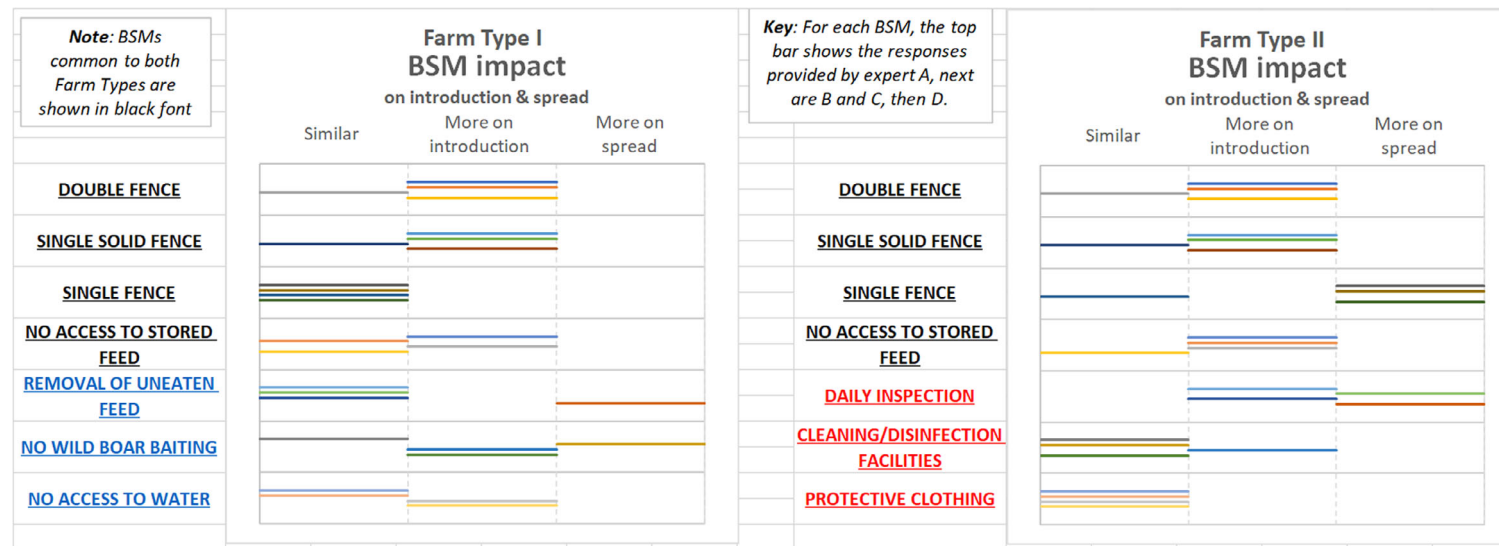 Note: BSMs
common to both
Farm Types are
shown in black font
Farm Type I
BSM impact
on introduction & spread
Similar
More on
introduction
More on
spread
DOUBLE FENCE
SINGLE SOLID FENCE
SINGLE FENCE
NO ACCESS TO STORED
FEED
REMOVAL OF UNEATEN
FEED
NO WILD BOAR BAITING
NO ACCESS TO WATER
Key: For each BSM, the top
bar shows the responses
provided by expert A, next
are B and C, then D.
Farm Type II
BSM impact
on introduction & spread
Similar
More on
introduction
More on
spread
DOUBLE FENCE
SINGLE SOLID FENCE
SINGLE FENCE
NO ACCESS TO STORED
FEED
DAILY INSPECTION
CLEANING/DISINFECTION
FACILITIES
PROTECTIVE CLOTHING